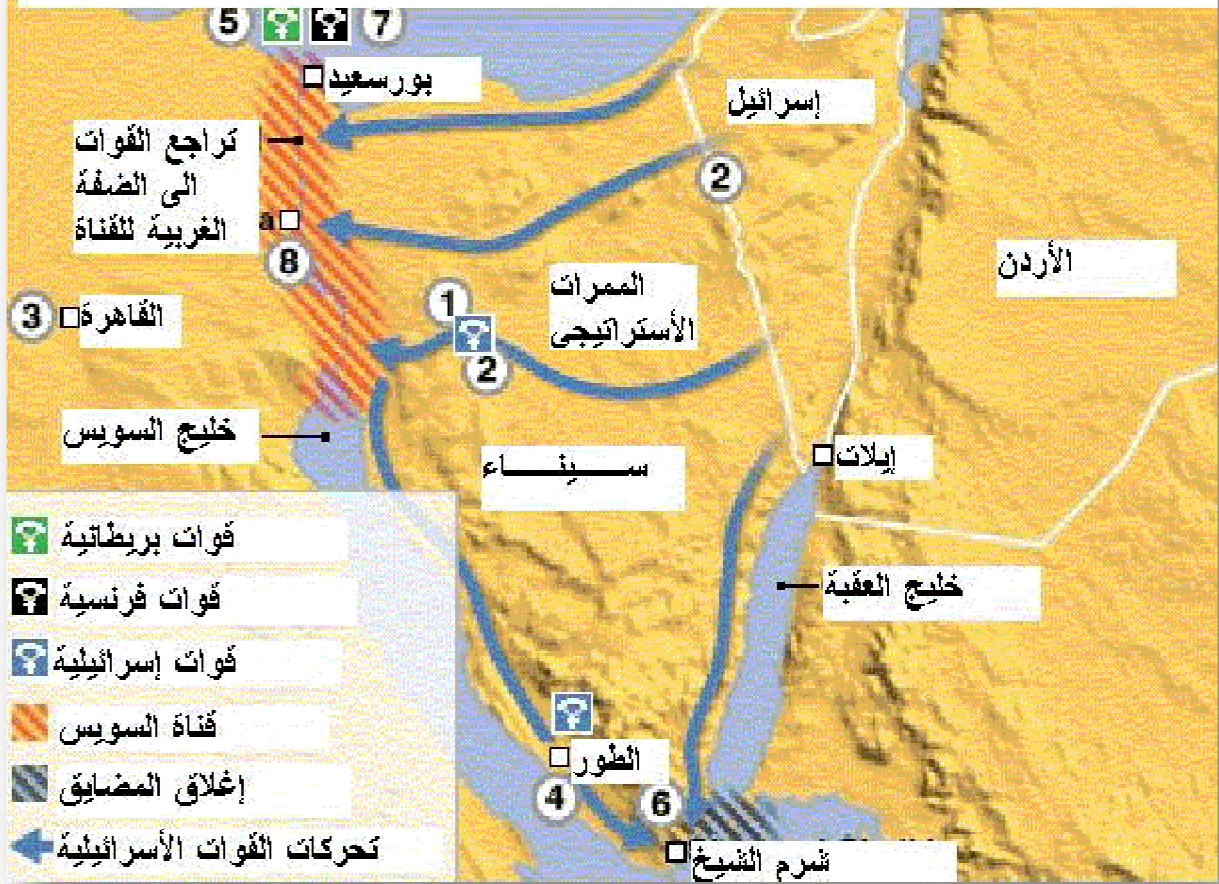 5
7
بورسعيد
إسرائيل
تراجع القوات
الى الضفة
الغربية للقناة
2
a
8
الأردن
الممرات
الأستراتيجى
1
2
3
القاهرة
خليج السويس
إيلات
ســـيـنـــــاء
قوات بريطانية
قوات فرنسية
قوات إسرائيلية
قناة السويس
إغلاق المضايق
تحركات القوات الأسرائيلية
خليج العقبة
الطور
4
6
شرم الشيخ